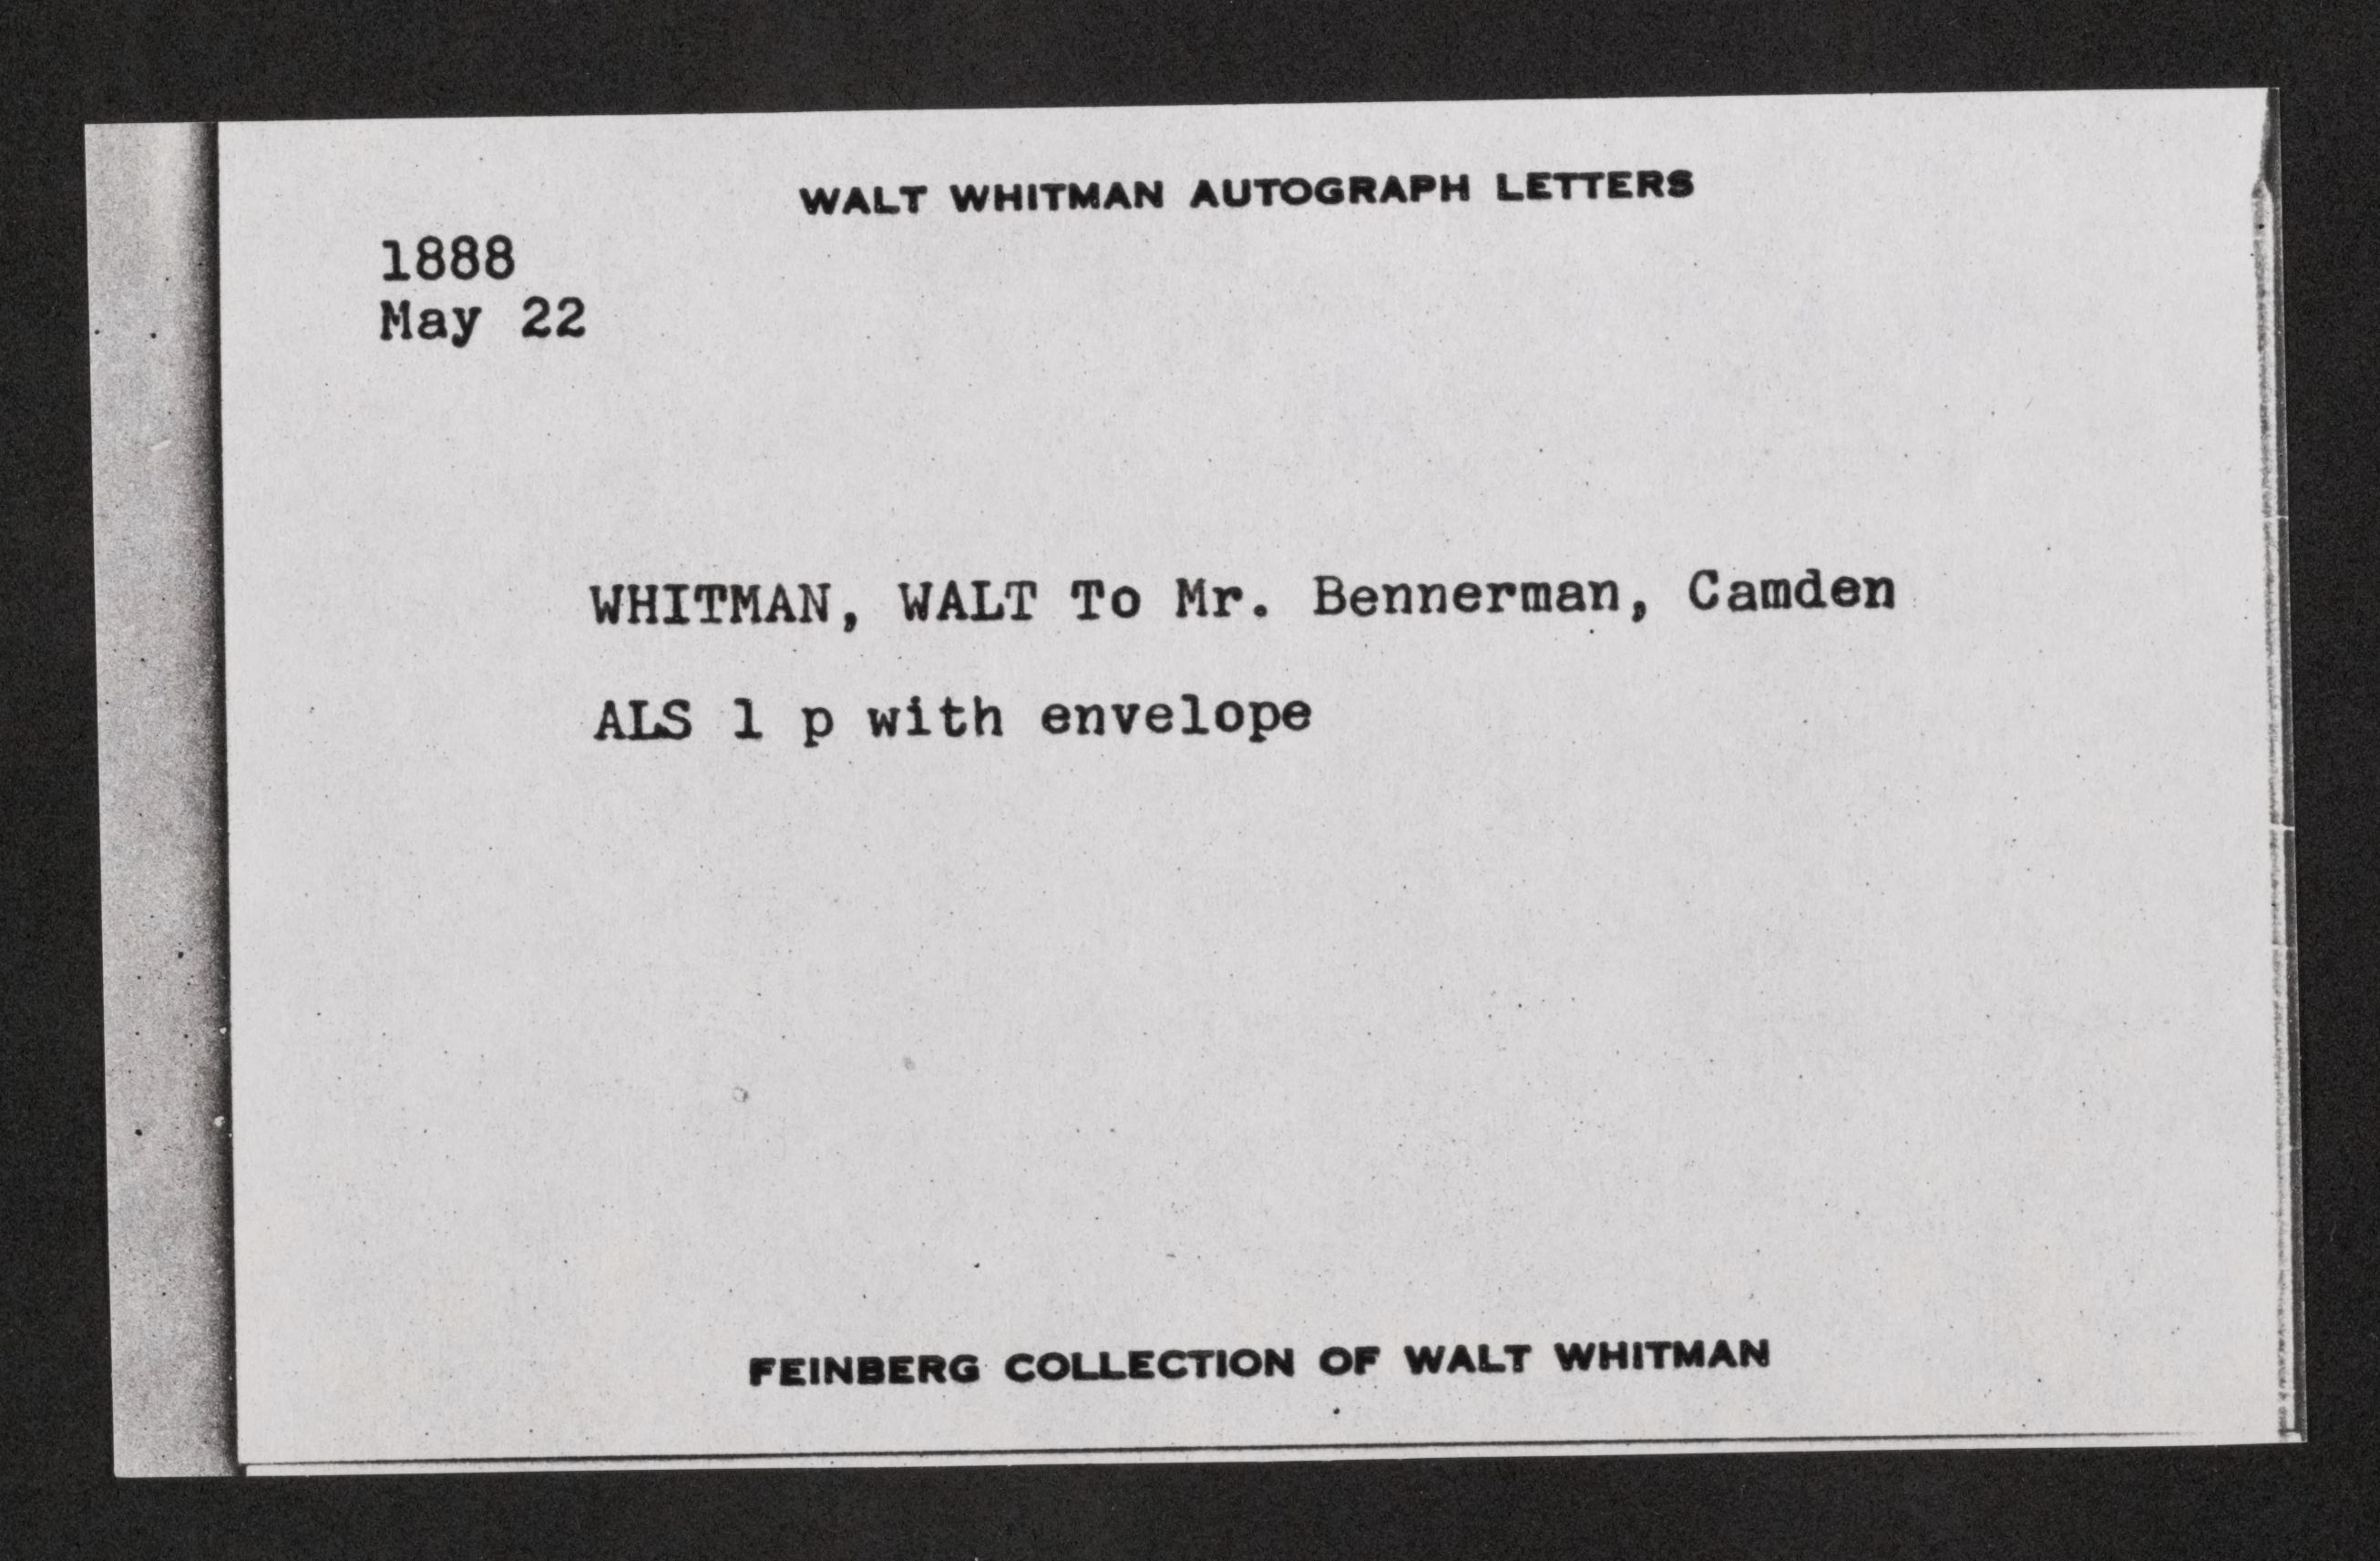 WALT WHITMAN AUTOGRAPH LETTERS
1888
May 22
WHITMAN, WALT To Mr. Bennerman, Camden
ALS 1 p with envelope
FEINBERG COLLECTION OF WALT WHITMAN